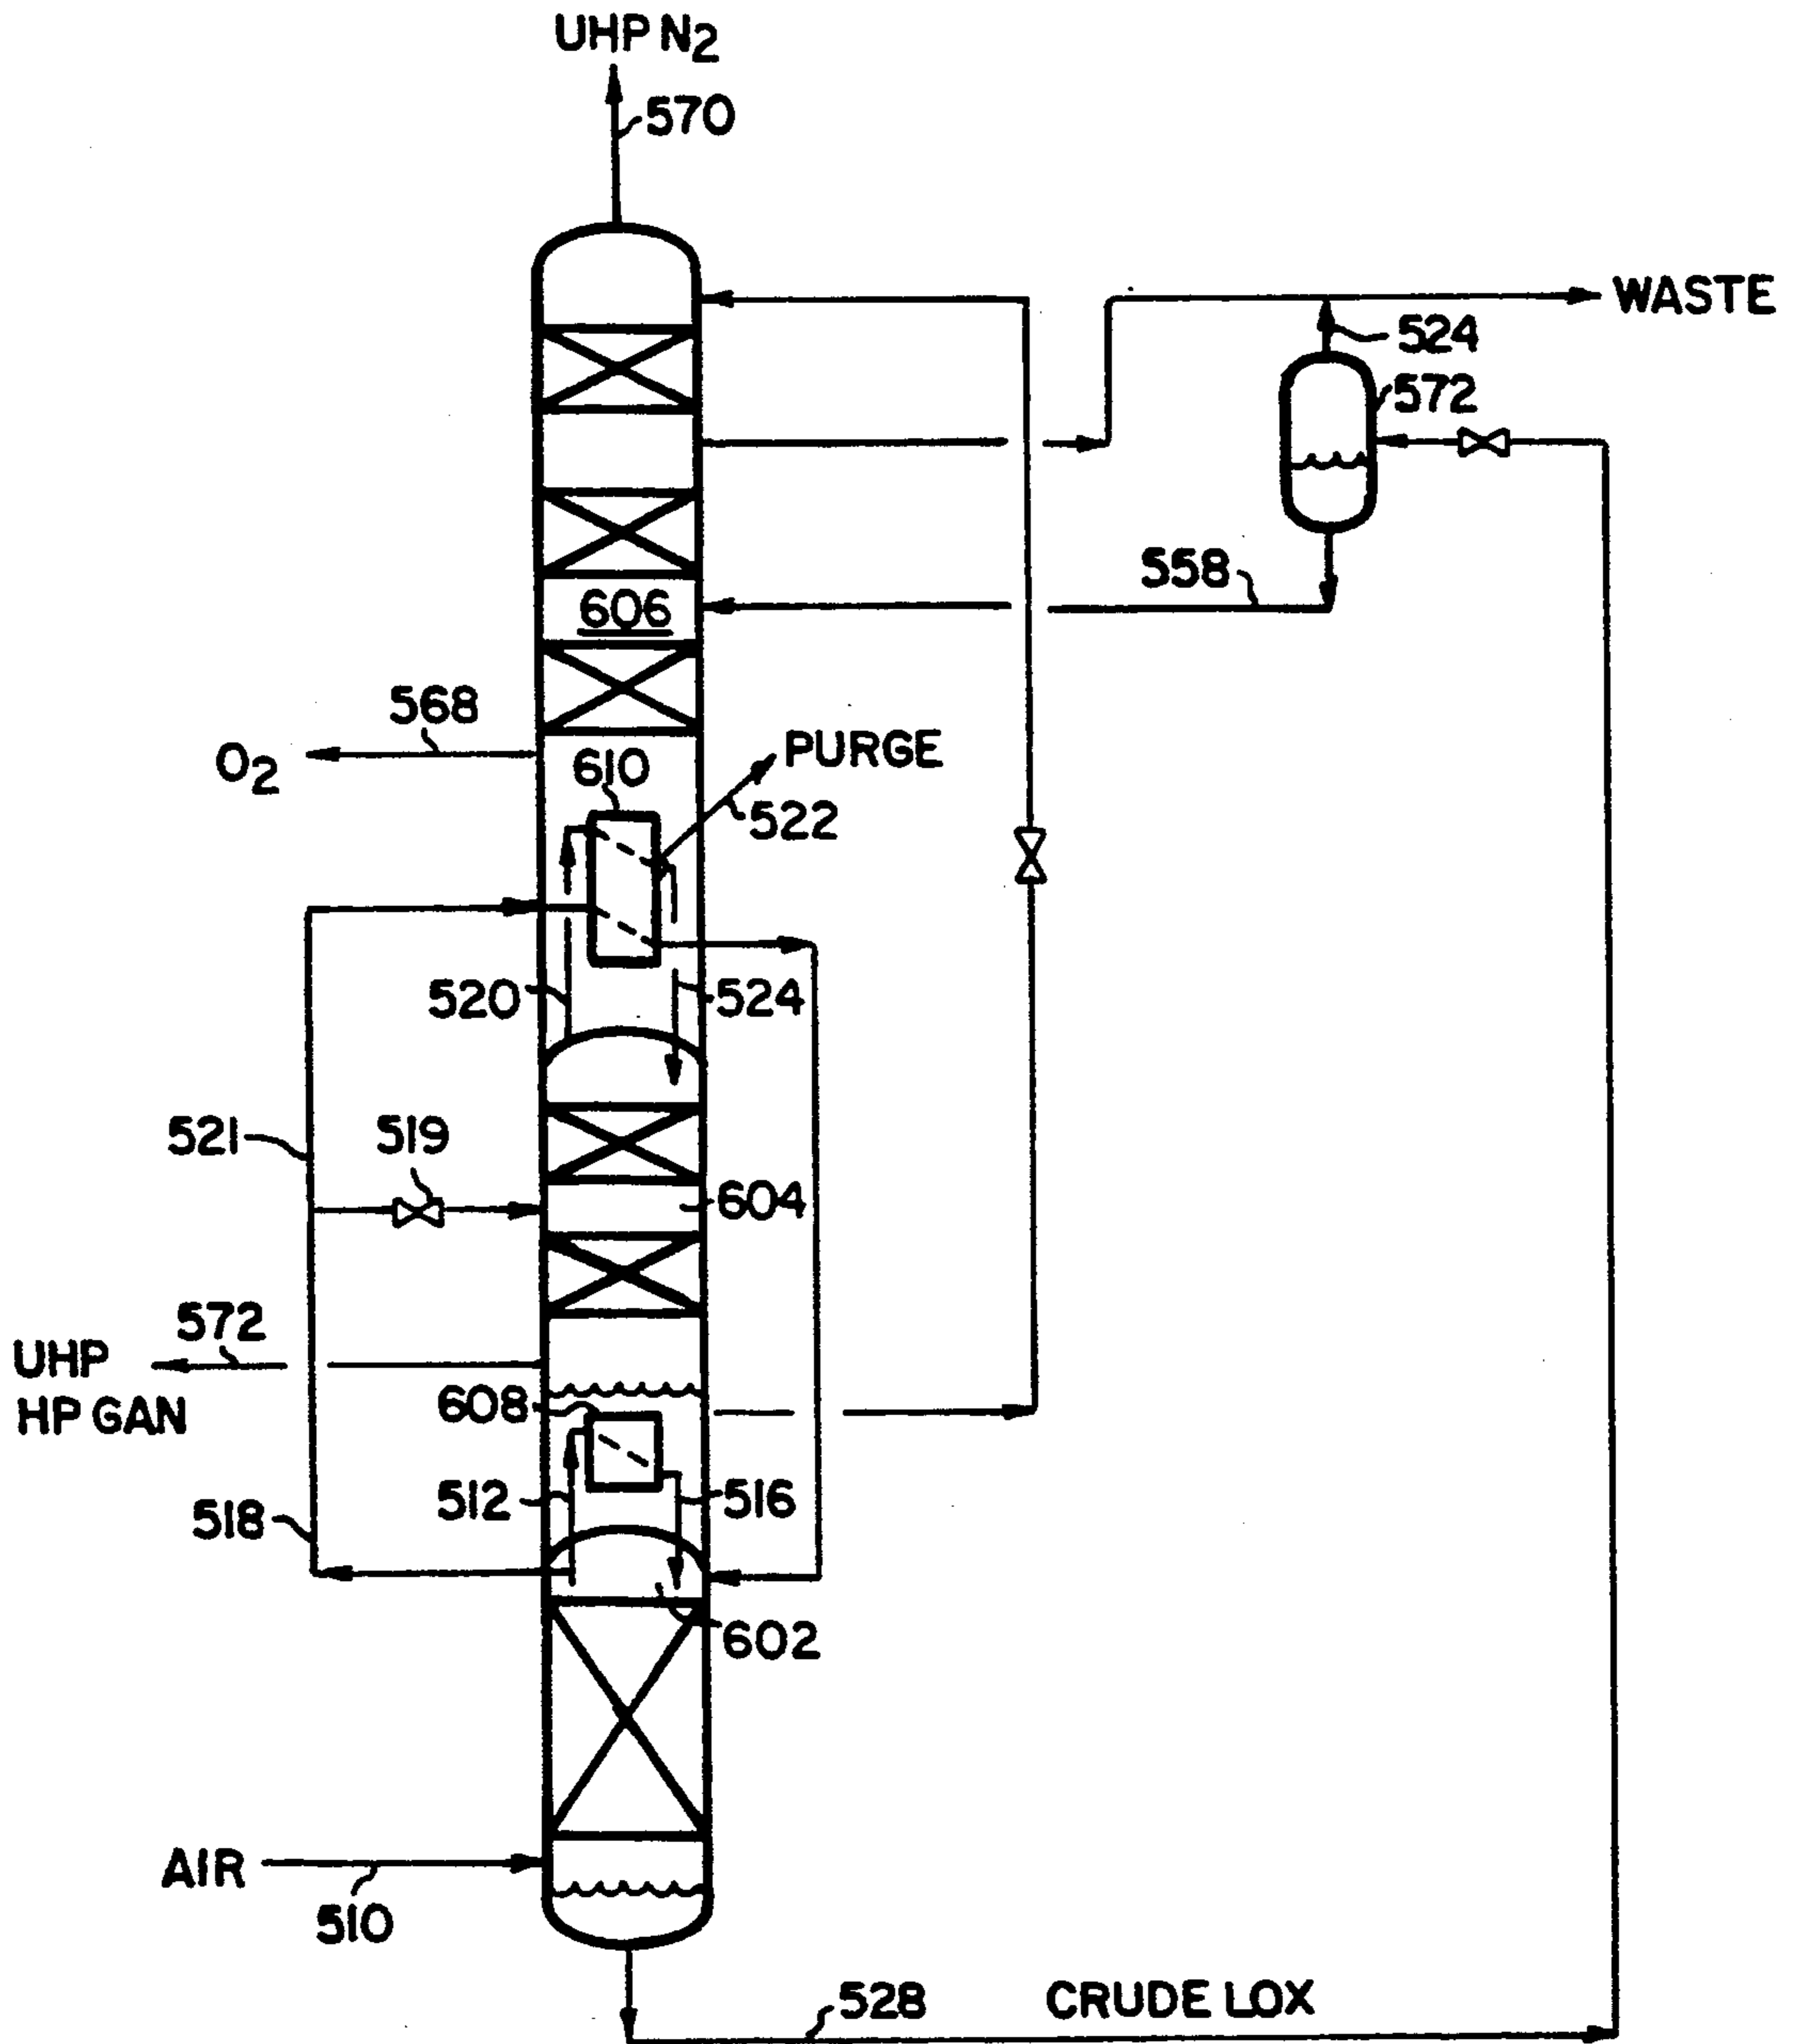 UHP N2
570
WASTE
524
572
558
606
568
O2
610
PURGE
522
520
524
521
519
604
572
UHP
HP GAN
608
512
516
518
602
AIR
510
528 CRUDE LOX